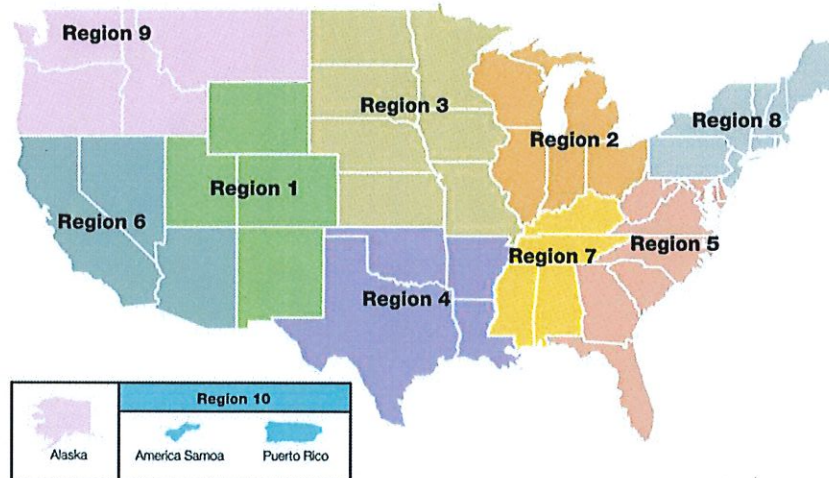 Region 9
Region 3
Region 8
Region 2
Region 1
Region 6
Region 5
Region 7
Region 4
Region 10
Alaska
America Samoa
Puerto Rico